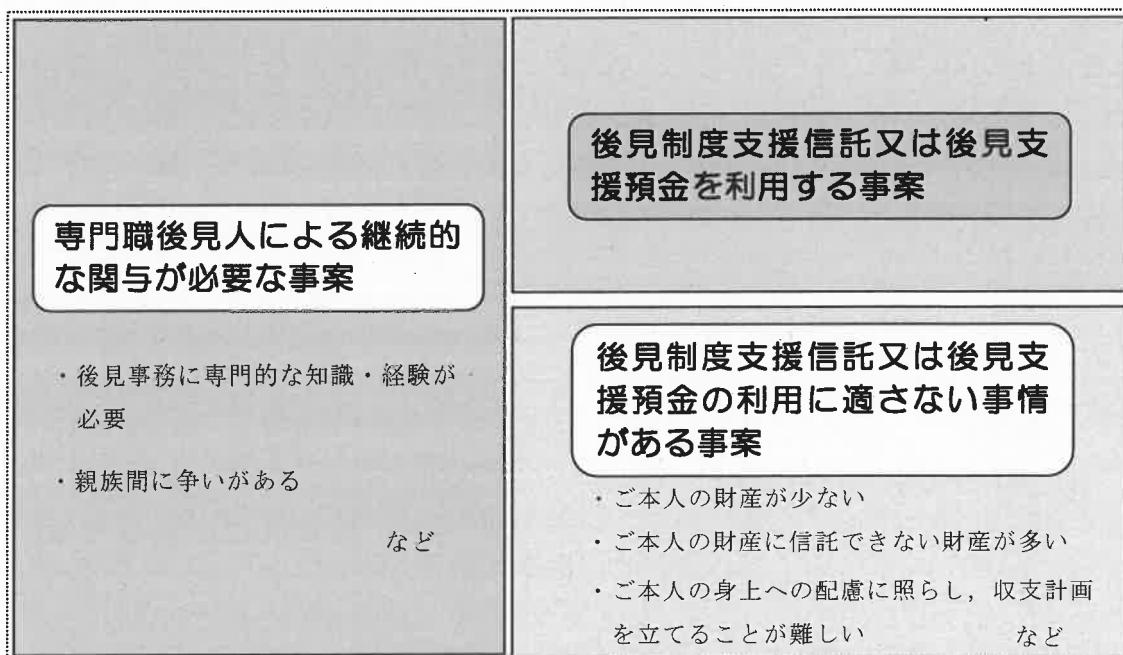 専門職後見人による継続的
な関与が必要な事案
・後見事務に専門的な知識・経験が
必要
・親族間に争いがある
など
後見制度支援信託又は後見支
援預金を利用する事案
後見制度支援信託又は後見支
援預金の利用に適さない事情
がある事案
・ご本人の財産が少ない
・ご本人の財産に信託できない財産が多い
・ご本人の身上への配慮に照らし，収支計画
を立てることが難しい など